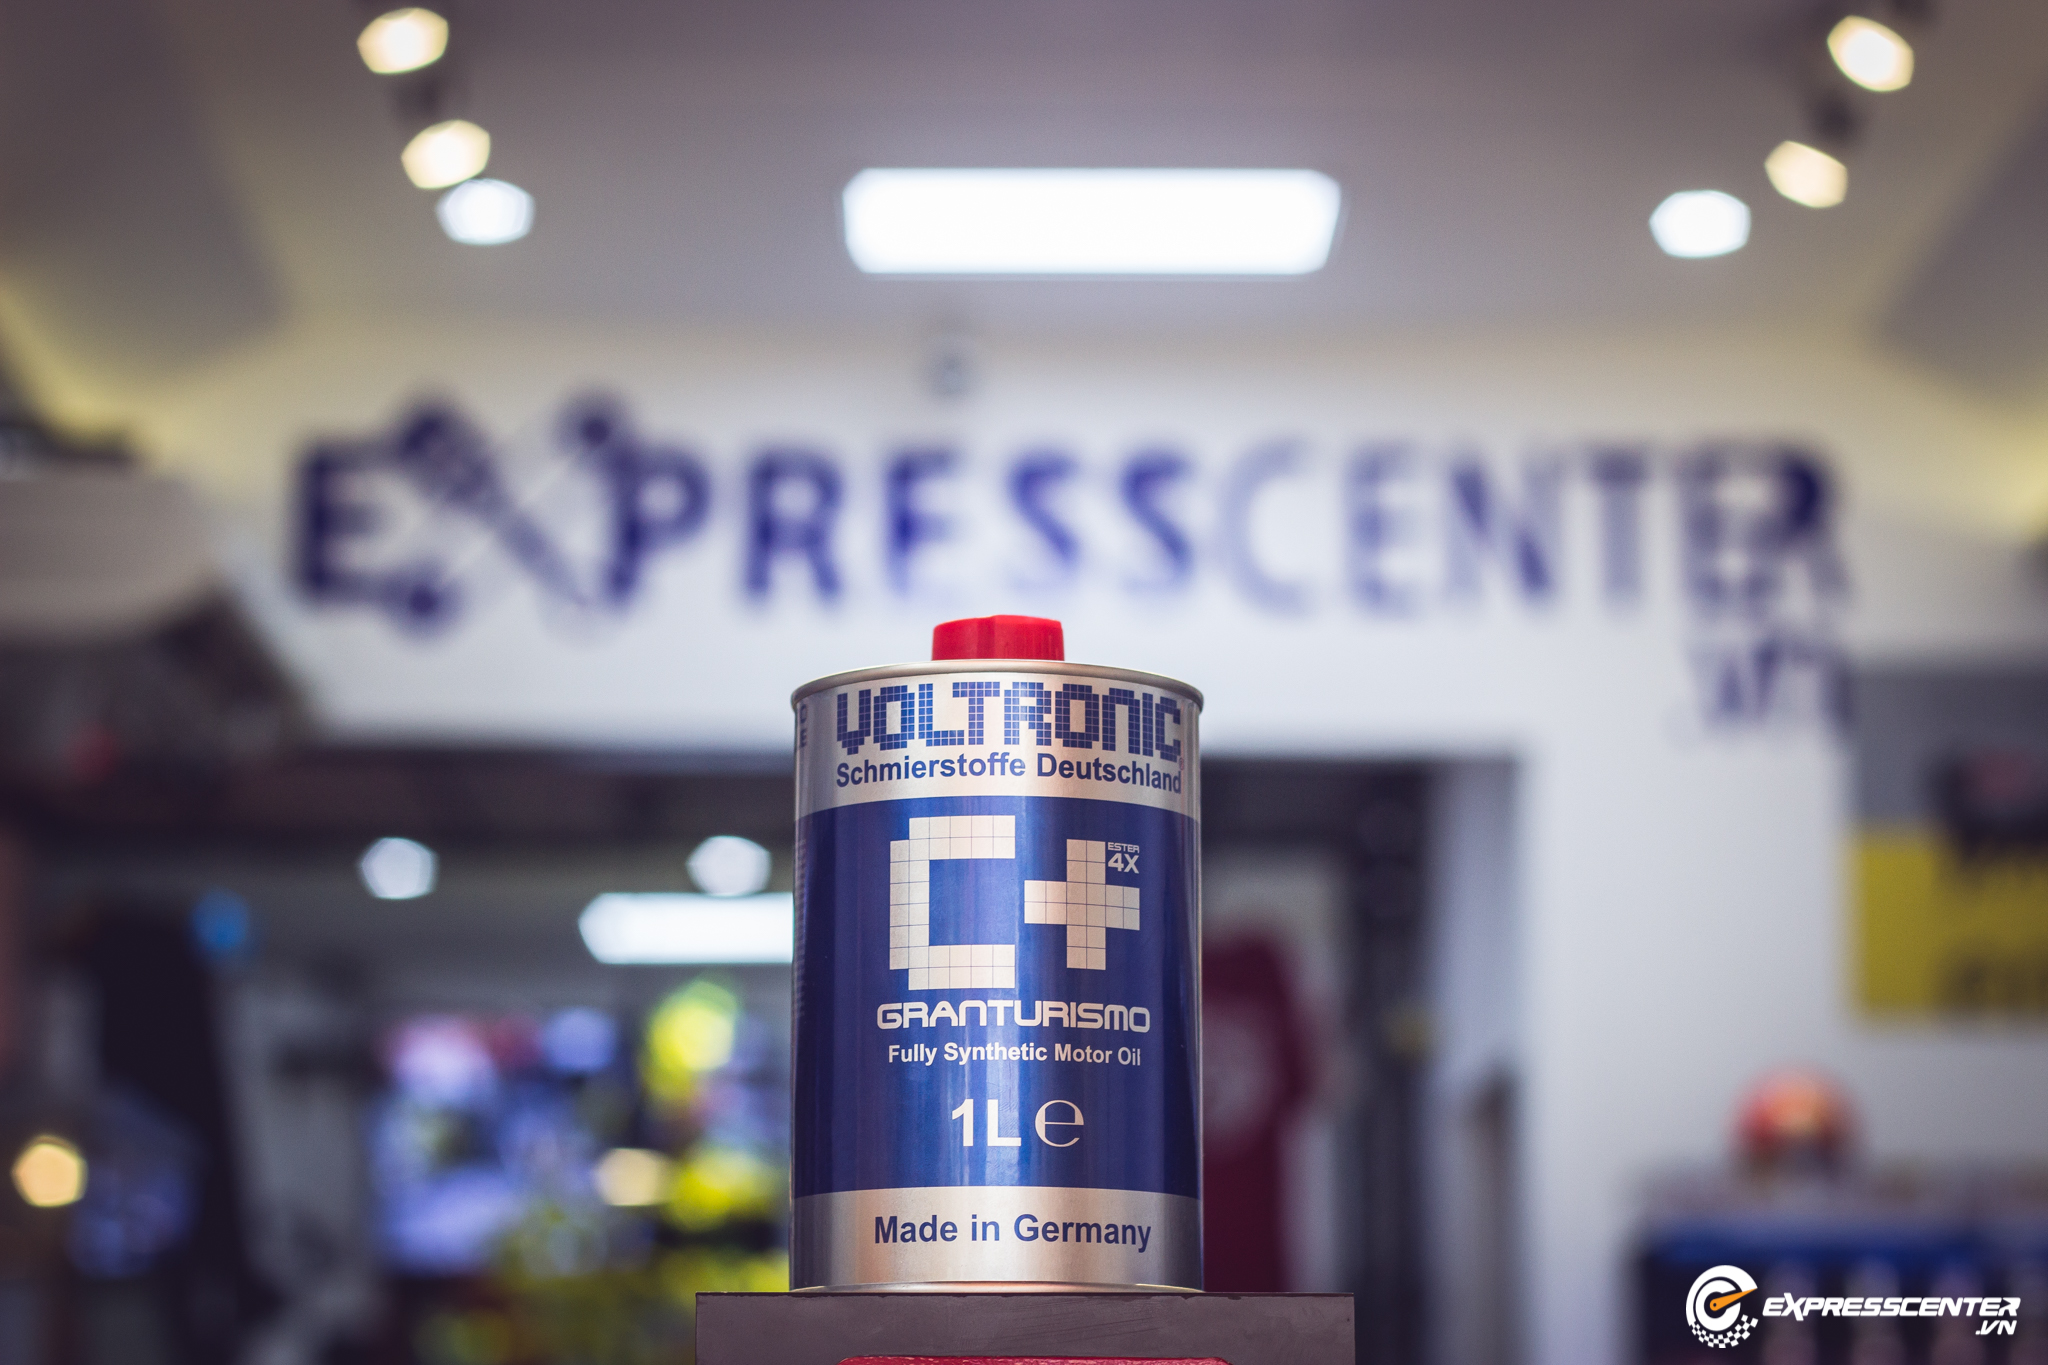 EXPRESSCENTER
VOLTRONIC®
Schmierstoffe Deutschland
C+
ESTER
4X
GRANTURISMO
Fully Synthetic Motor Oil
1L ℮
Made in Germany
EXPRESSCENTER
.VN